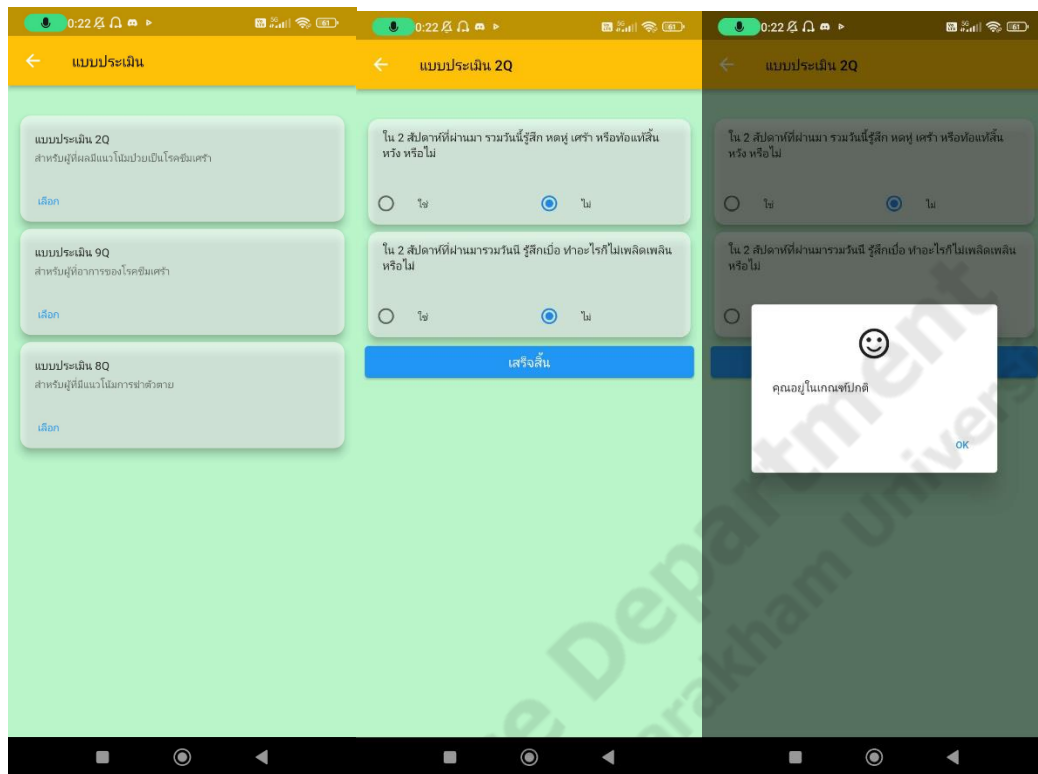 0:22
61
แบบประเมิน
แบบประเมิน 2Q
สำหรับผู้ที่ผลมีแนวโน้มป่วยเป็นโรคซึมเศร้า
เลือก
แบบประเมิน 9Q
สำหรับผู้ที่อาการของโรคซึมเศร้า
เลือก
แบบประเมิน 8Q
สำหรับผู้ที่มีแนวโน้มการฆ่าตัวตาย
เลือก
0:22
5G
61
แบบประเมิน 2Q
ใน 2 สัปดาห์ที่ผ่านมา รวมวันนี้รู้สึก หดหู่ เศร้า หรือท้อแท้สิ้น
หวัง หรือไม่
ใช่
ไม่
ใน 2 สัปดาห์ที่ผ่านมารวมวันนี้ รู้สึกเบื่อ ทำอะไรก็ไม่เพลิดเพลิน
หรือไม่
ใช่
ไม่
เสร็จสิ้น
0:22
5G
61
แบบประเมิน 2Q
ใน 2 สัปดาห์ที่ผ่านมา รวมวันนี้รู้สึก หดหู่ เศร้า หรือท้อแท้สิ้น
หวัง หรือไม่
ใช่
ไม่
ใน 2 สัปดาห์ที่ผ่านมารวมวันนี้ รู้สึกเบื่อ ทำอะไรก็ไม่เพลิดเพลิน
หรือไม่
คุณอยู่ในเกณฑ์ปกติ
OK